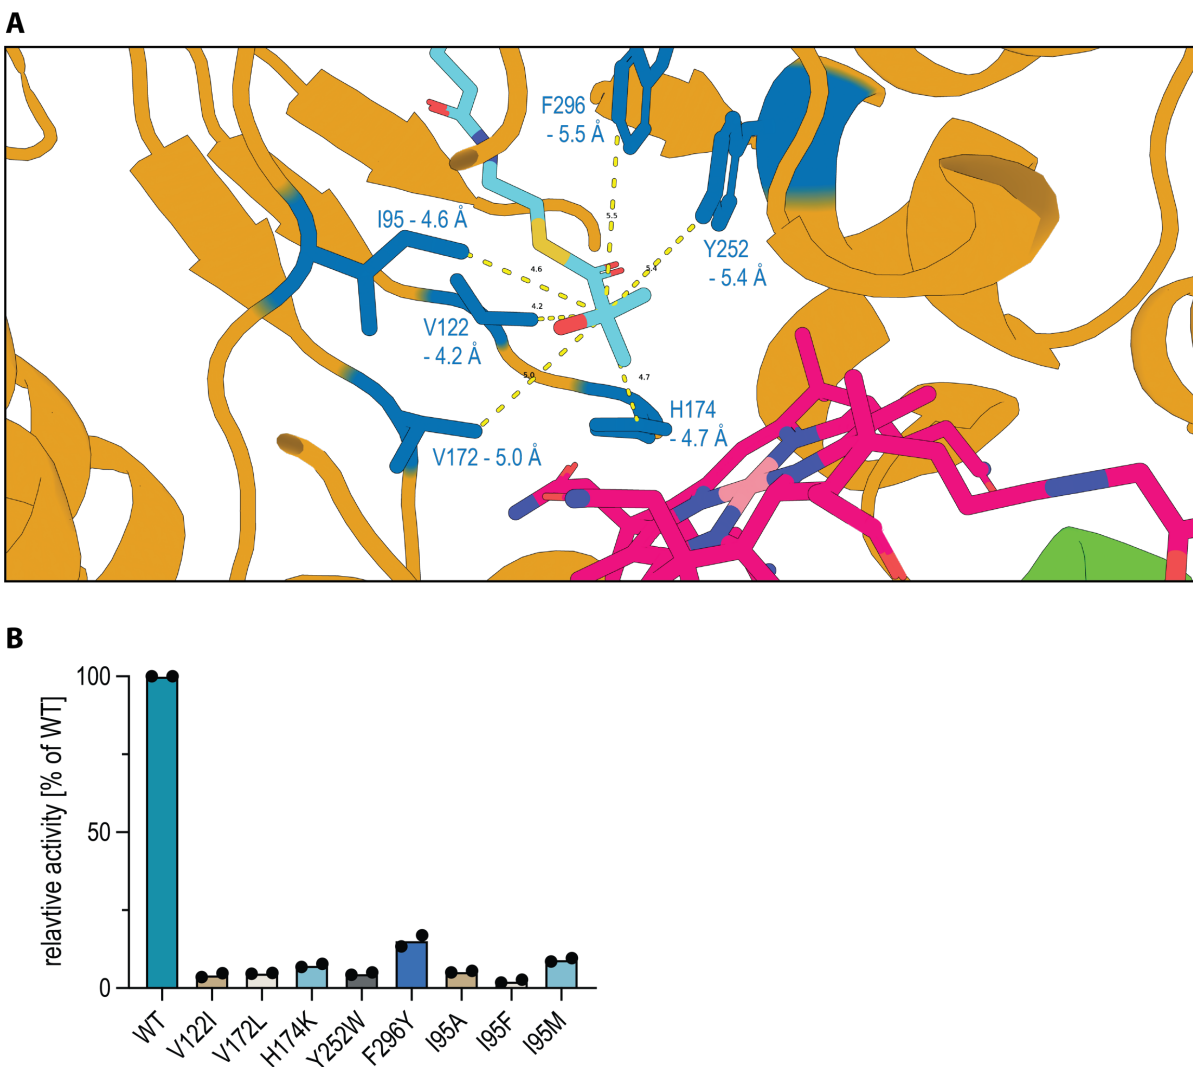 A
F296
- 5.5 Å
I95 - 4.6 Å
5.5
Y252
- 5.4 Å
4.6
5.4
4.2
V122
- 4.2 Å
5.0
4.7
H174
- 4.7 Å
V172 - 5.0 Å
B
relavtive activity [% of WT]
100
50
0
WT
V122I
V172L
H174K
Y252W
F296Y
I95A
I95F
I95M